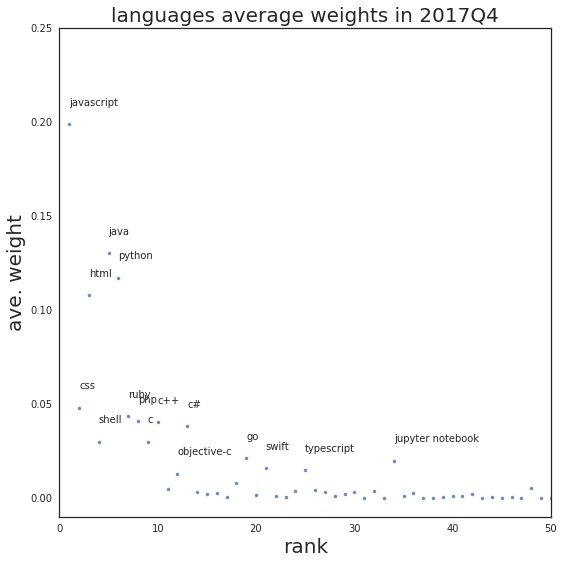 languages average weights in 2017Q4
0.25
javascript
0.20
0.15
java
python
html
0.10
ave. weight
css
ruby
php
c++
c#
0.05
shell
c
go
swift
objective-c
typescript
jupyter notebook
0.00
0
10
20
30
40
50
rank